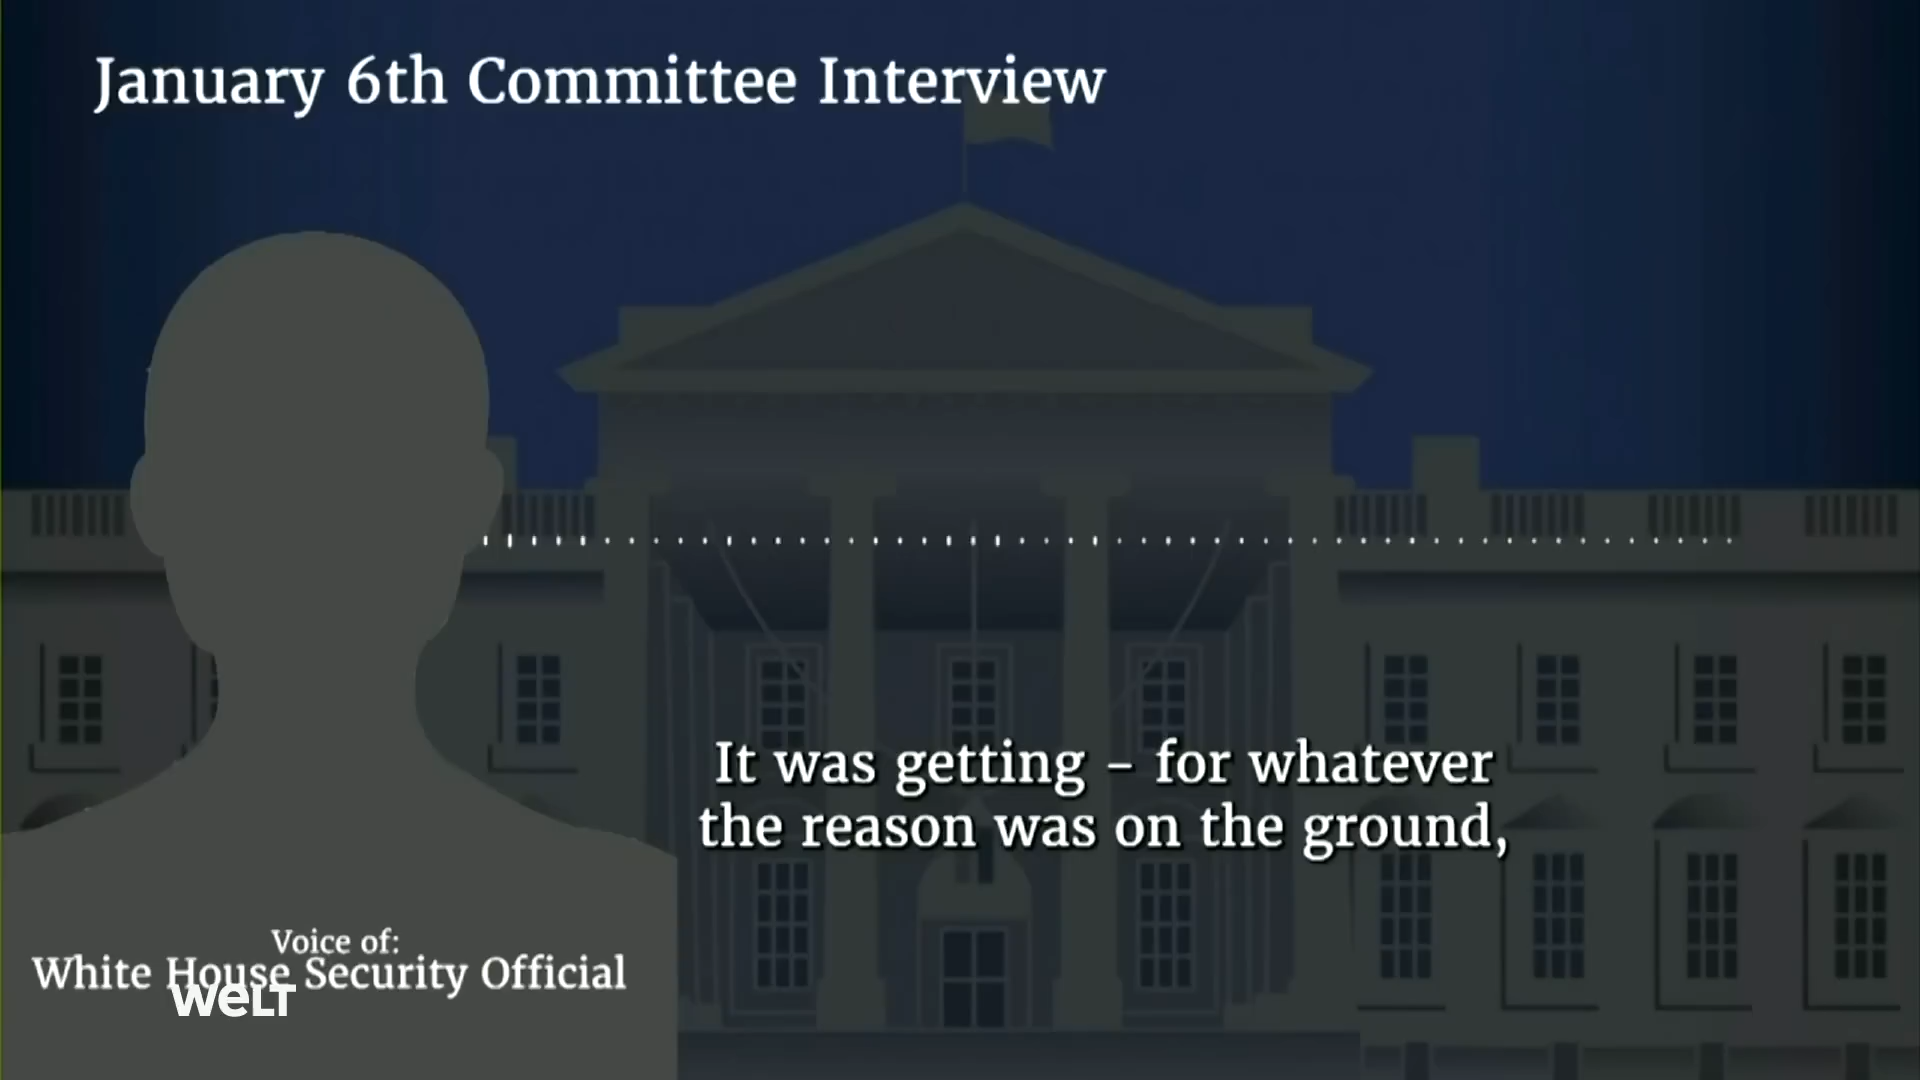 January 6th Committee Interview
It was getting – for whatever
the reason was on the ground,
Voice of:
White House Security Official
welt